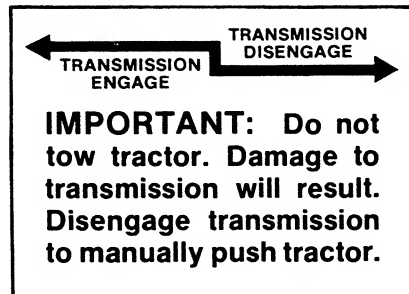 TRANSMISSION
DISENGAGE
TRANSMISSION
ENGAGE
IMPORTANT: Do not
tow tractor. Damage to
transmission will result.
Disengage transmission
to manually push tractor.